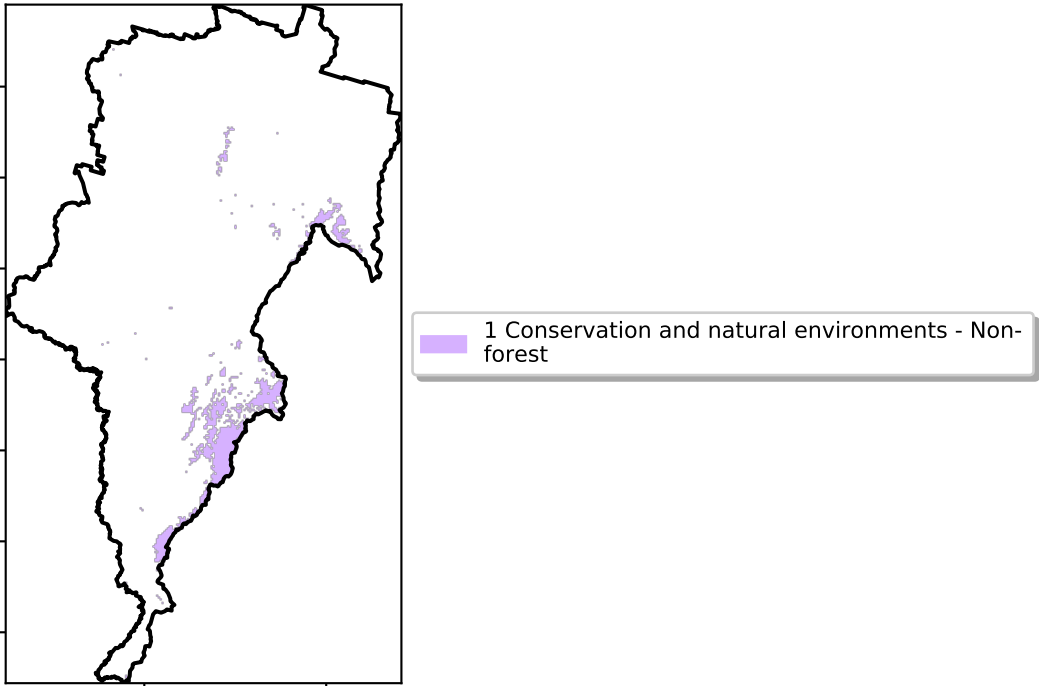 1 Conservation and natural environments - Non-
forest